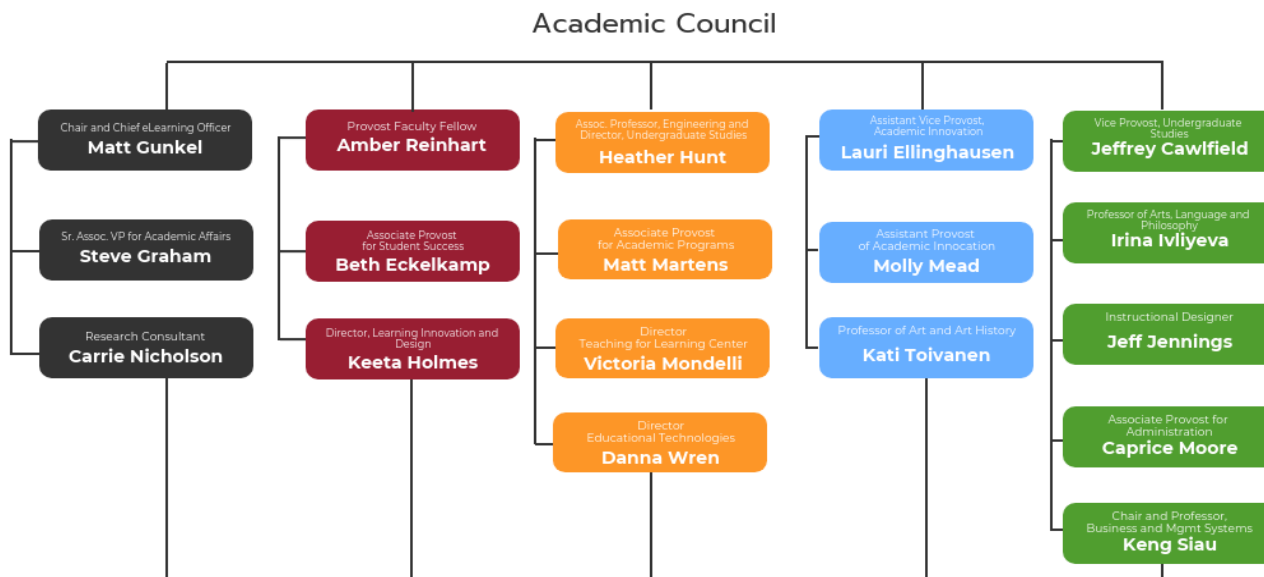 Academic Council
Chair and Chief eLearning Officer
Matt Gunkel
Sr. Assoc. VP for Academic Affairs
Steve Graham
Research Consultant
Carrie Nicholson
Provost Faculty Fellow
Amber Reinhart
Associate Provost
for Student Success
Beth Eckelkamp
Director, Learning Innovation and
Design
Keeta Holmes
Assoc. Professor, Engineering and
Director, Undergraduate Studies
Heather Hunt
Associate Provost
for Academic Programs
Matt Martens
Director
Teaching for Learning Center
Victoria Mondelli
Director
Educational Technologies
Danna Wren
Assistant Vice Provost,
Academic Innovation
Lauri Ellinghausen
Assistant Provost
of Academic Innocation
Molly Mead
Professor of Art and Art History
Kati Toivanen
Vice Provost, Undergraduate
Studies
Jeffrey Cawlfield
Professor of Arts, Language and
Philosophy
Irina Ivliyeva
Instructional Designer
Jeff Jennings
Associate Provost for
Administration
Caprice Moore
Chair and Professor,
Business and Mgmt Systems
Keng Siau